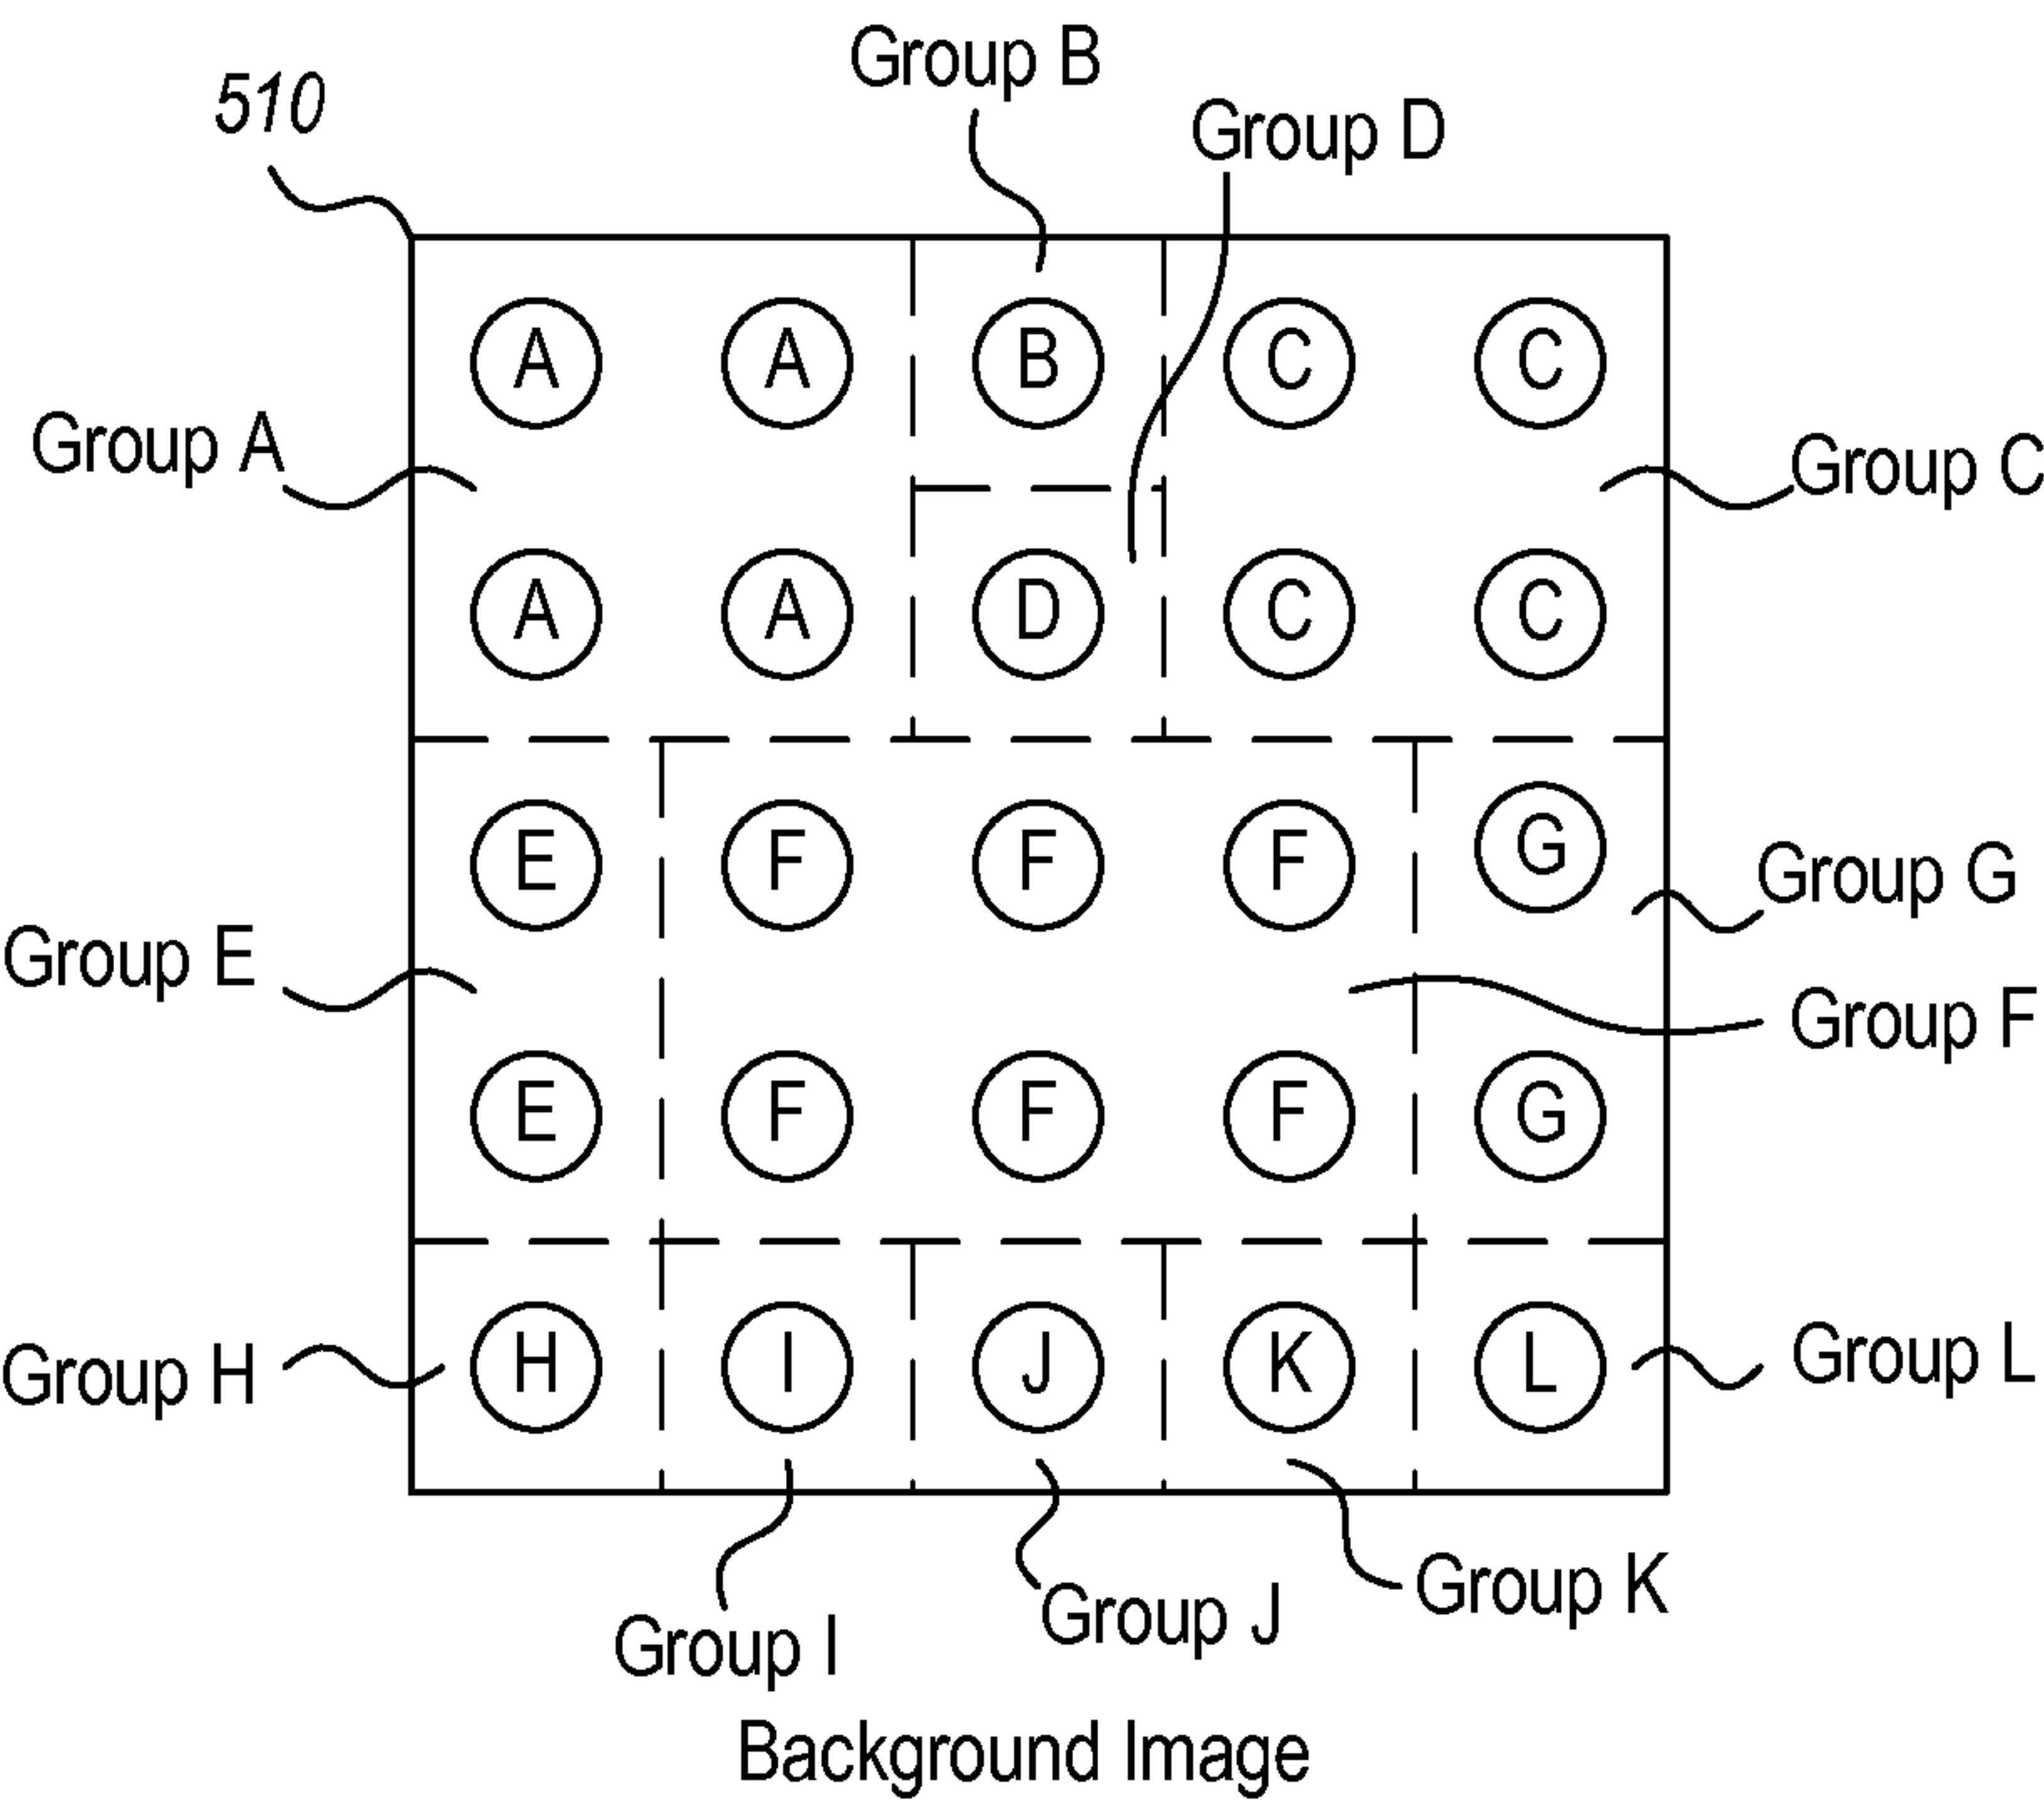 Group B
510
Group D
A A B C C
Group A
Group C
A A D C C
E F F F G
Group G
Group E
Group F
E F F F G
H I J K L
Group H
Group L
Group K
Group J
Group I
Background Image